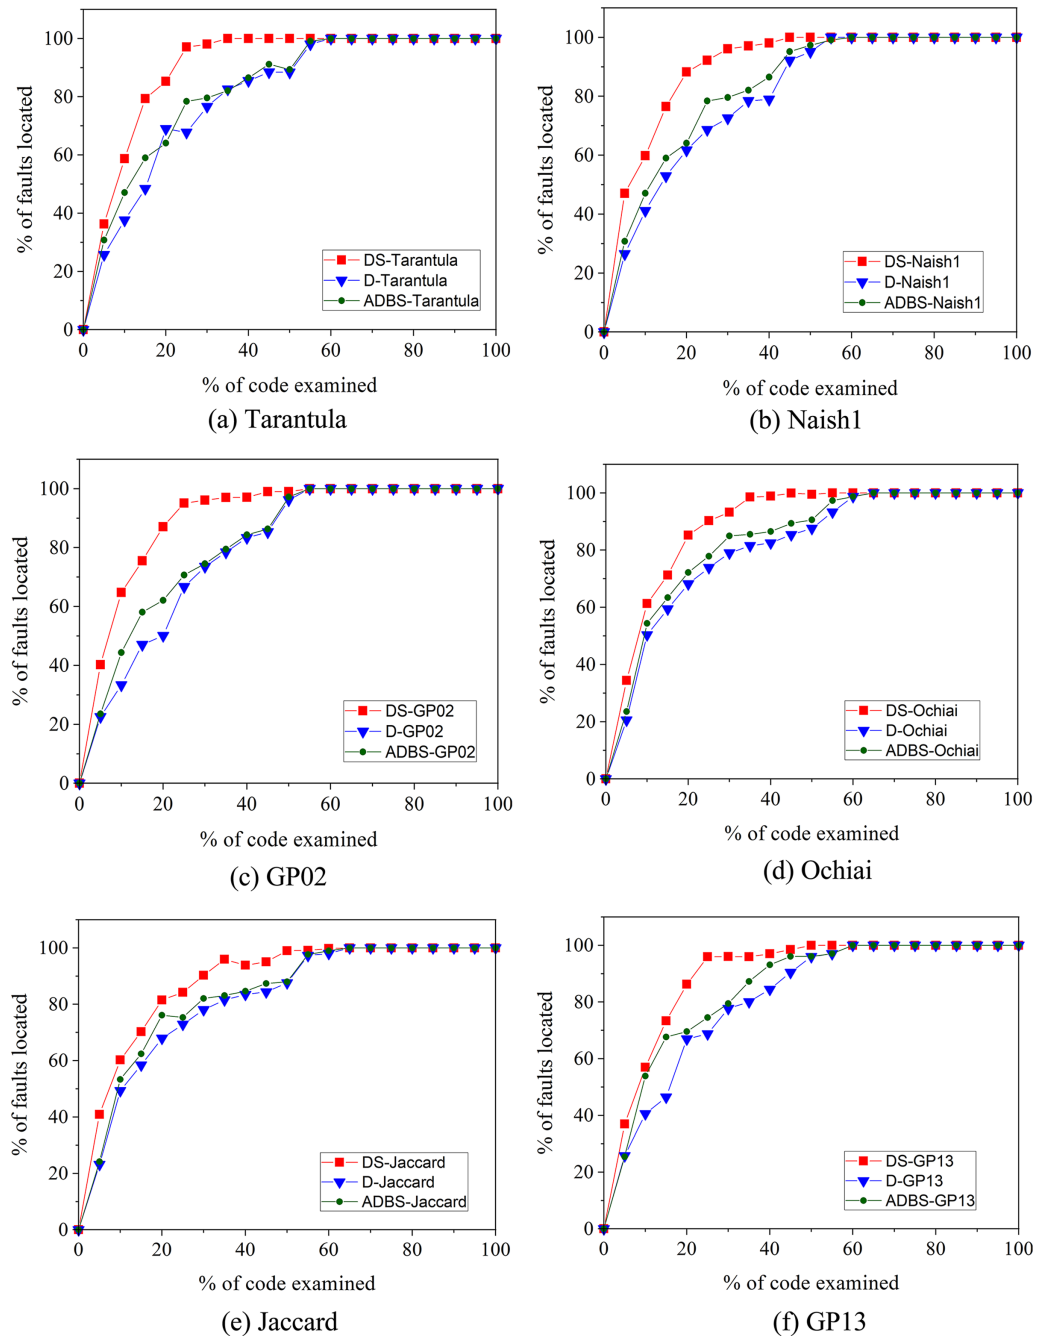 100
80
60
40
20
0
% of faults located
DS-Tarantula
D-Tarantula
ADBS-Tarantula
0 20 40 60 80 100
% of code examined
(a) Tarantula
100
80
60
40
20
0
% of faults located
DS-Naish1
D-Naish1
ADBS-Naish1
0 20 40 60 80 100
% of code examined
(b) Naish1
100
80
60
40
20
0
% of faults located
DS-GP02
D-GP02
ADBS-GP02
0 20 40 60 80 100
% of code examined
(c) GP02
100
80
60
40
20
0
% of faults located
DS-Ochiai
D-Ochiai
ADBS-Ochiai
0 20 40 60 80 100
% of code examined
(d) Ochiai
100
80
60
40
20
0
% of faults located
DS-Jaccard
D-Jaccard
ADBS-Jaccard
0 20 40 60 80 100
% of code examined
(e) Jaccard
100
80
60
40
20
0
% of faults located
DS-GP13
D-GP13
ADBS-GP13
0 20 40 60 80 100
% of code examined
(f) GP13